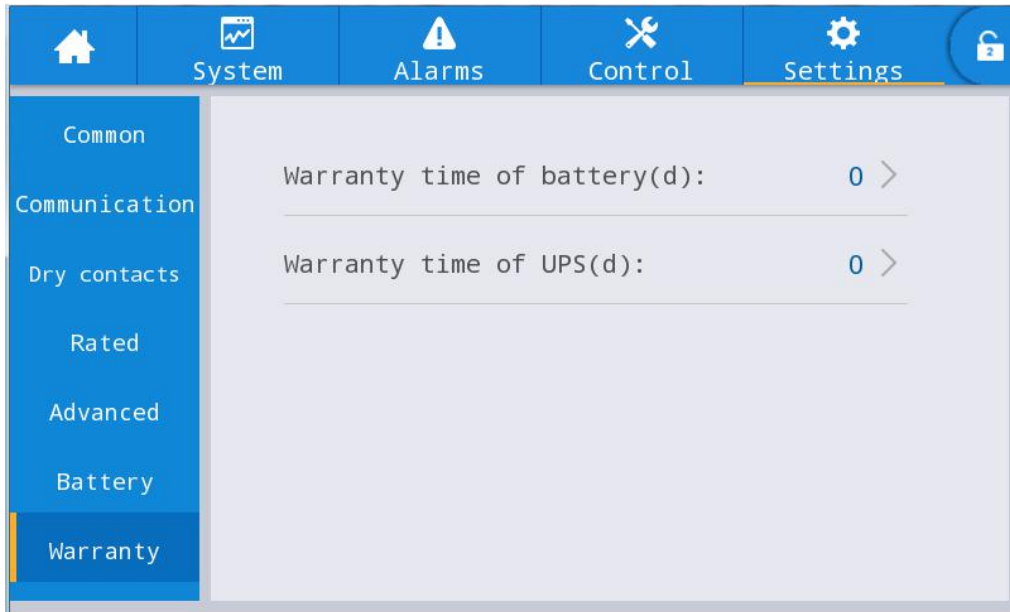 System
Alarms
Control
Settings
2
Common
Communication
Dry contacts
Rated
Advanced
Battery
Warranty
Warranty time of battery(d): 0 >
Warranty time of UPS(d): 0 >